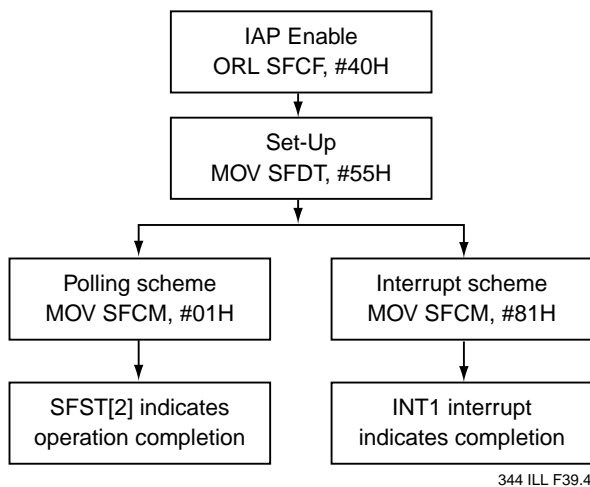 IAP Enable
ORL SFCF, #40H
Set-Up
MOV SFDT, #55H
Polling scheme
MOV SFCM, #01H
Interrupt scheme
MOV SFCM, #81H
SFST[2] indicates
operation completion
INT1 interrupt
indicates completion
344 ILL F39.4